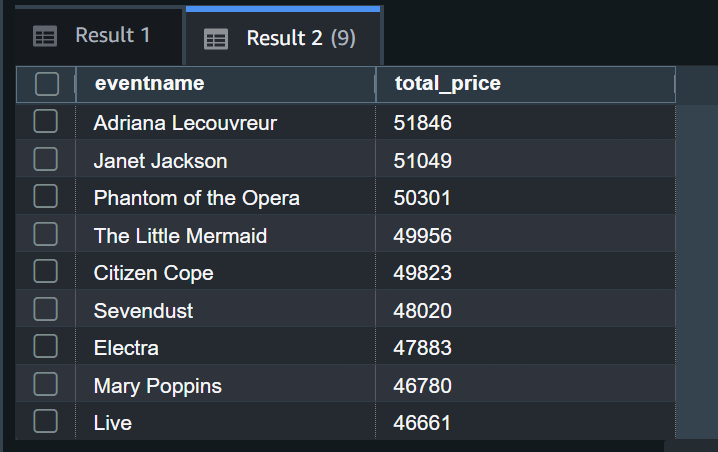 Result 1 Result 2 (9)
eventname total_price
Adriana Lecouvreur 51846
Janet Jackson 51049
Phantom of the Opera 50301
The Little Mermaid 49956
Citizen Cope 49823
Sevendust 48020
Electra 47883
Mary Poppins 46780
Live 46661